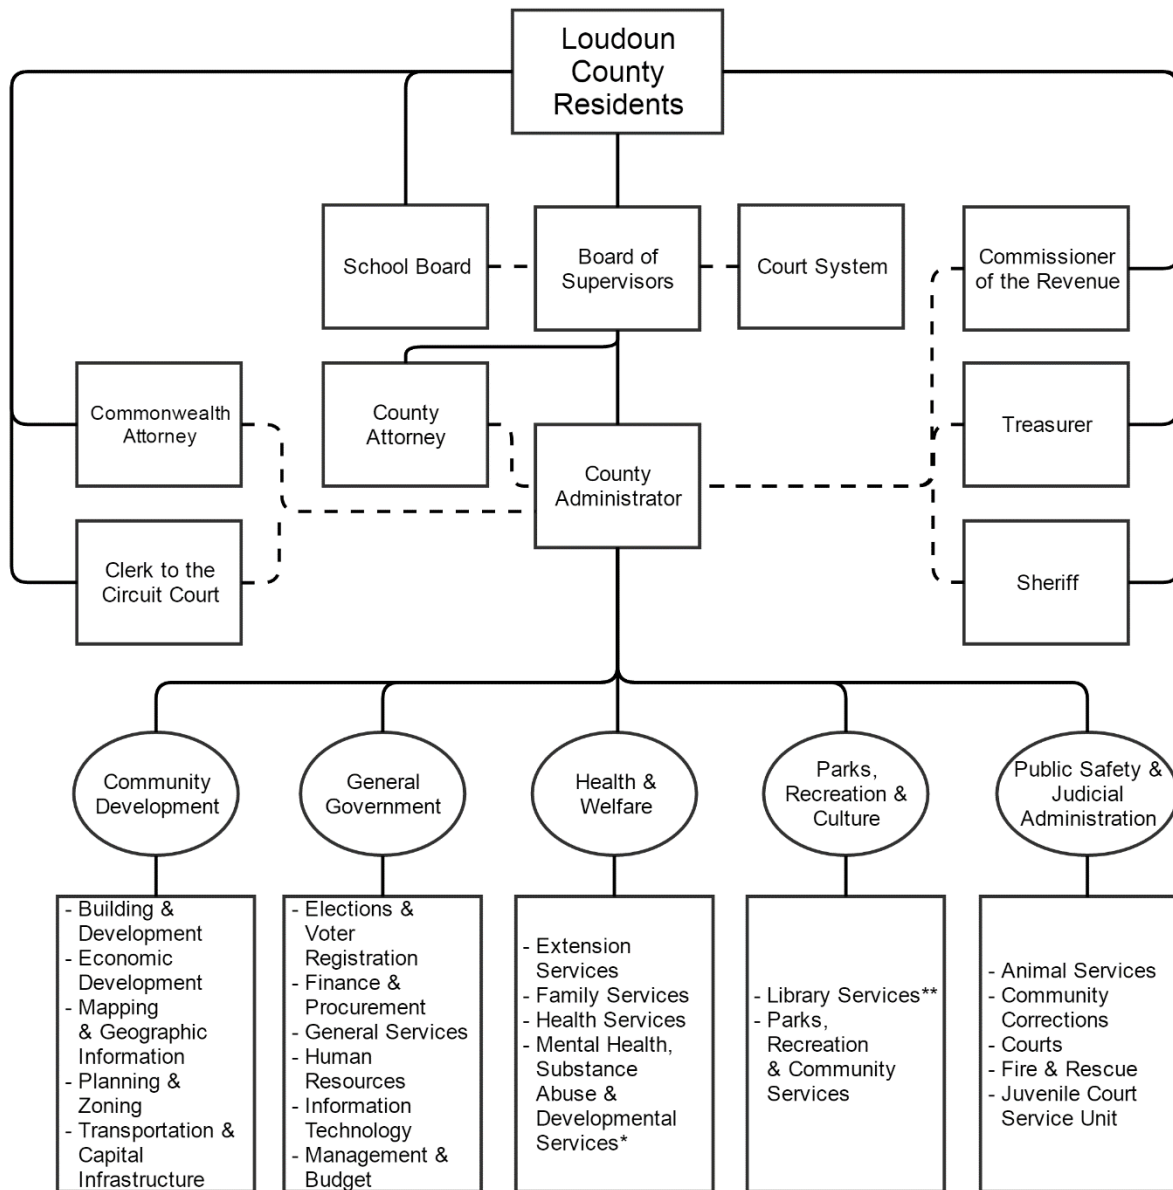 Loudoun
County
Residents
School Board
Board of
Supervisors
Court System
Commissioner
of the Revenue
Commonwealth
Attorney
County
Attorney
County
Administrator
Treasurer
Clerk to the
Circuit Court
Sheriff
Community
Development
General
Government
Health &
Welfare
Parks,
Recreation &
Culture
Public Safety &
Judicial
Administration
- Building &
Development
- Economic
Development
- Mapping
& Geographic
Information
- Planning &
Zoning
- Transportation &
Capital
Infrastructure
- Elections &
Voter
Registration
- Finance &
Procurement
- General Services
- Human
Resources
- Information
Technology
- Management &
Budget
- Extension
Services
- Family Services
- Health Services
- Mental Health,
Substance
Abuse &
Developmental
Services*
- Library Services**
- Parks,
Recreation
& Community
Services
- Animal Services
- Community
Corrections
- Courts
- Fire & Rescue
- Juvenile Court
Service Unit